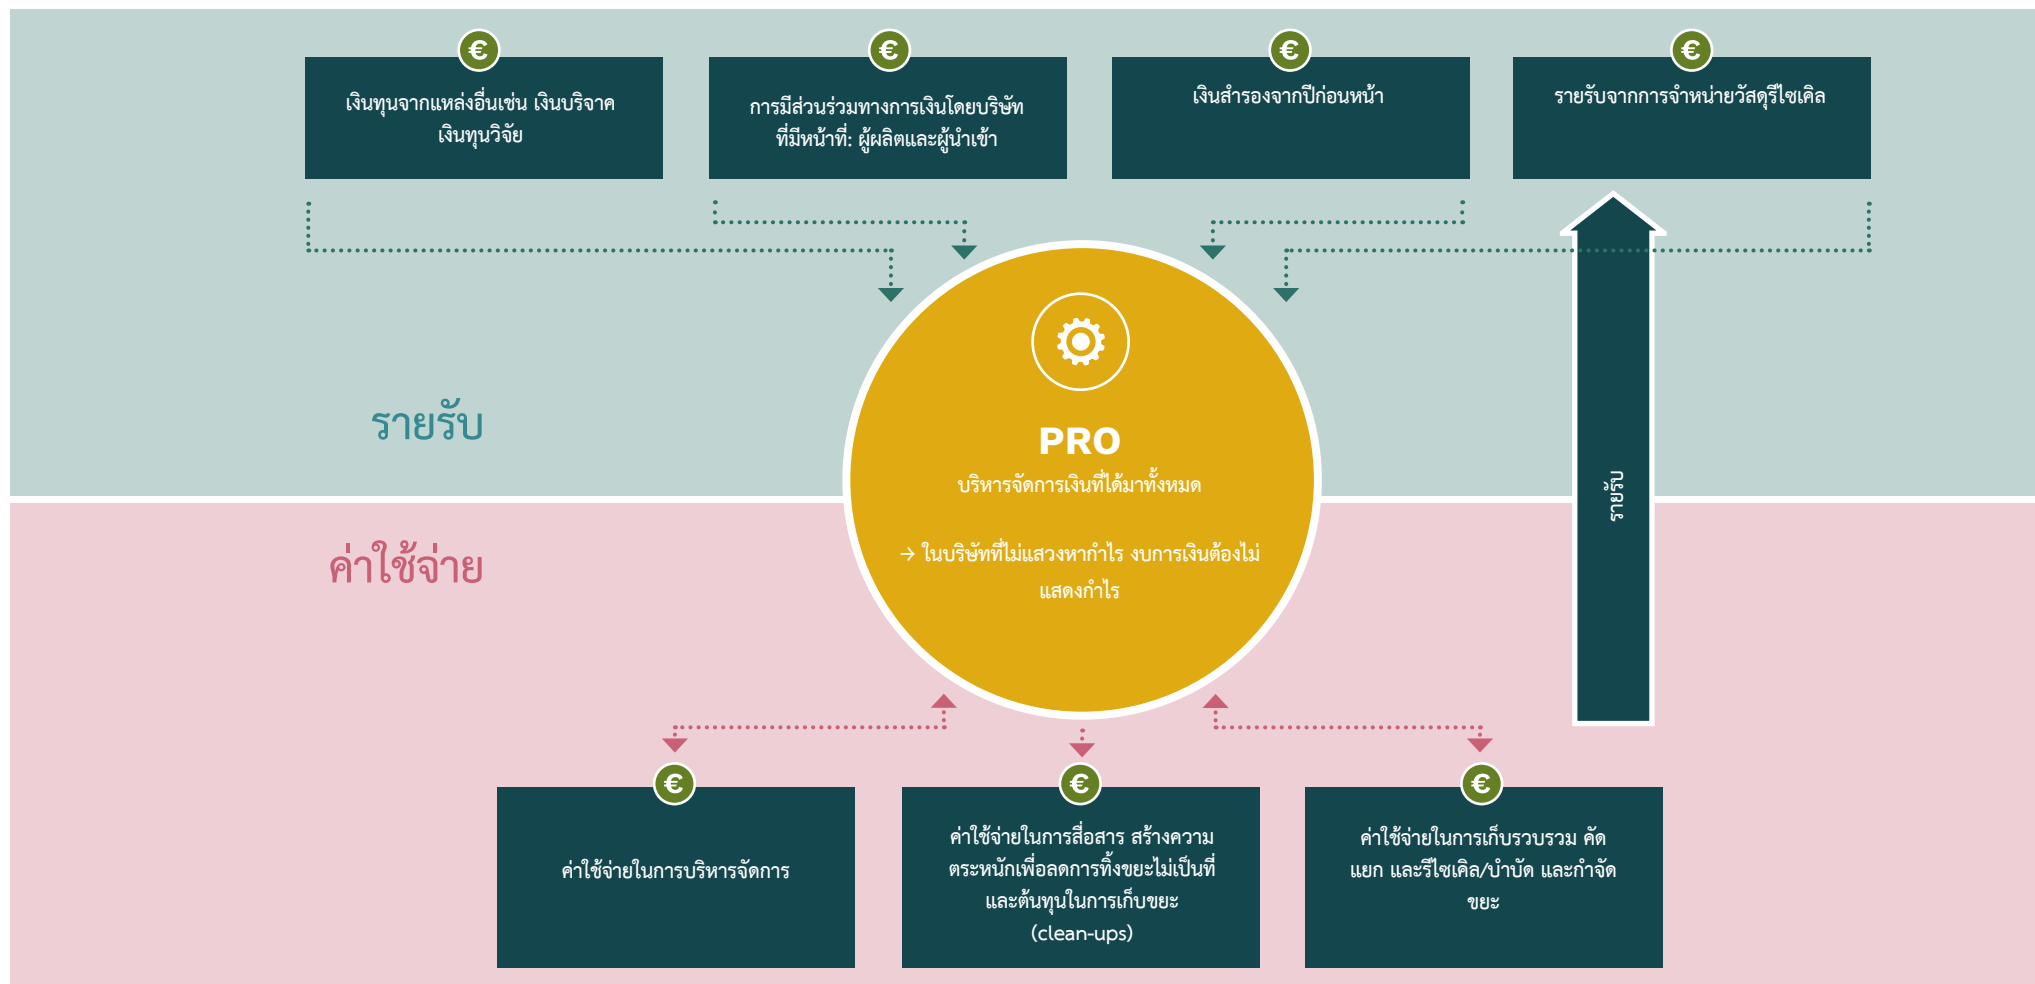 €
เงินทุนจากแหล่งอื่นเช่น เงินบริจาค
เงินทุนวิจัย
€
การมีส่วนร่วมทางการเงินโดยบริษัท
ที่มีหน้าที่: ผู้ผลิตและผู้นำเข้า
€
เงินสำรองจากปีก่อนหน้า
€
รายรับจากการจำหน่ายวัสดุรีไซเคิล
รายรับ
PRO
บริหารจัดการเงินที่ได้มาทั้งหมด
→ ในบริษัทที่ไม่แสวงหากำไร งบการเงินต้องไม่
แสดงกำไร
รายรับ
ค่าใช้จ่าย
€
ค่าใช้จ่ายในการบริหารจัดการ
€
ค่าใช้จ่ายในการสื่อสาร สร้างความ
ตระหนักเพื่อลดการทิ้งขยะไม่เป็นที่
และต้นทุนในการเก็บขยะ
(clean-ups)
€
ค่าใช้จ่ายในการเก็บรวบรวม คัด
แยก และรีไซเคิล/บำบัด และกำจัด
ขยะ